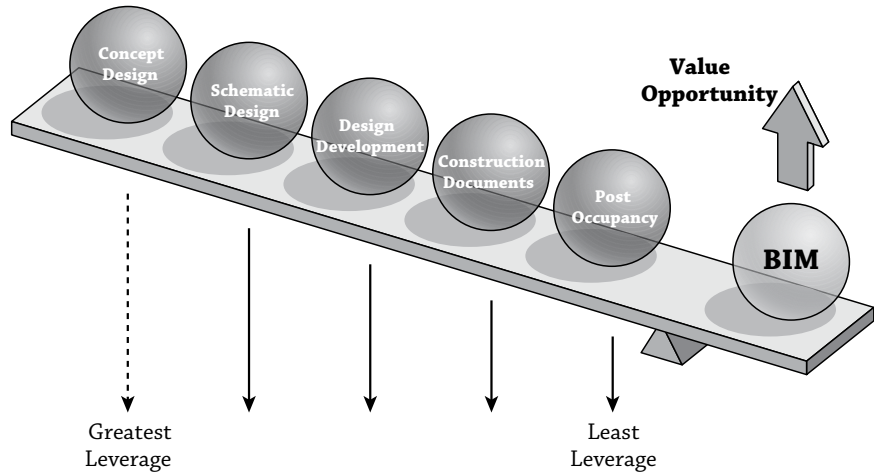 Concept
Design
Schematic
Design
Design
Development
Construction
Documents
Post
Occupancy
Value
Opportunity
BIM
Greatest
Leverage
Least
Leverage